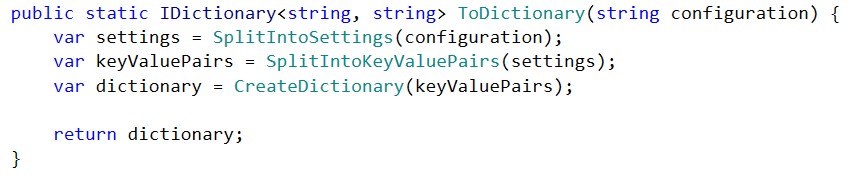 public static IDictionary<string, string> ToDictionary(string configuration) {
    var settings = SplitIntoSettings(configuration);
    var keyValuePairs = SplitIntoKeyValuePairs(settings);
    var dictionary = CreateDictionary(keyValuePairs);

    return dictionary;
}